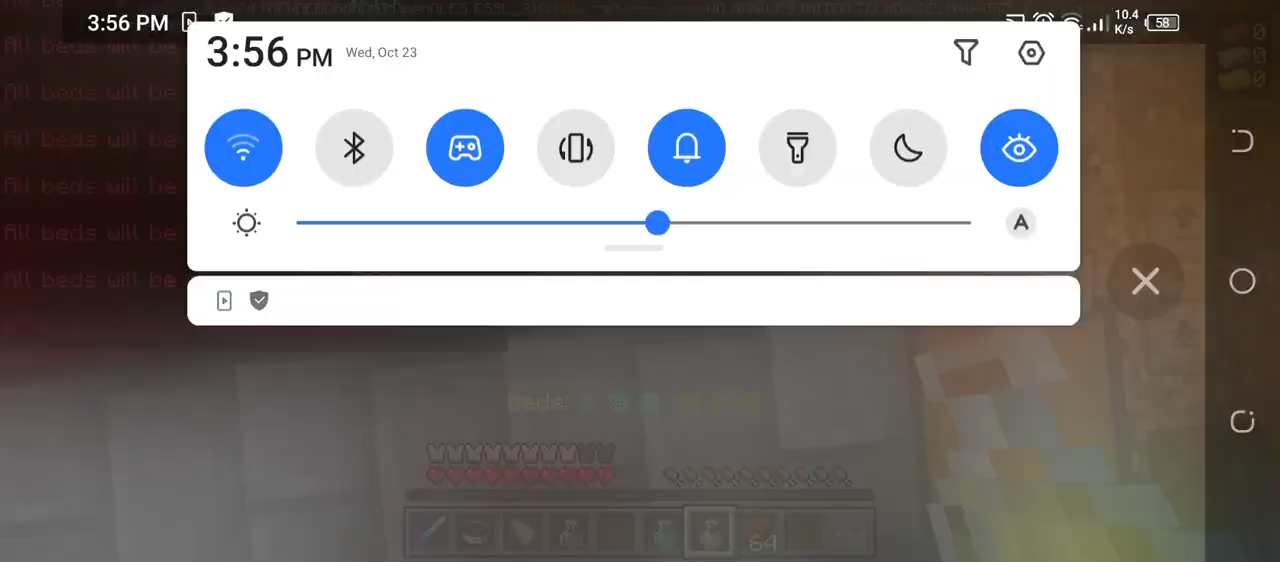 3:56 PM
10.4
K/s
58
3:56 PM Wed, Oct 23
A
All beds will be
All beds will be
All beds will be
All beds will be
All beds will be
All beds will be
0
0
Beds:
64